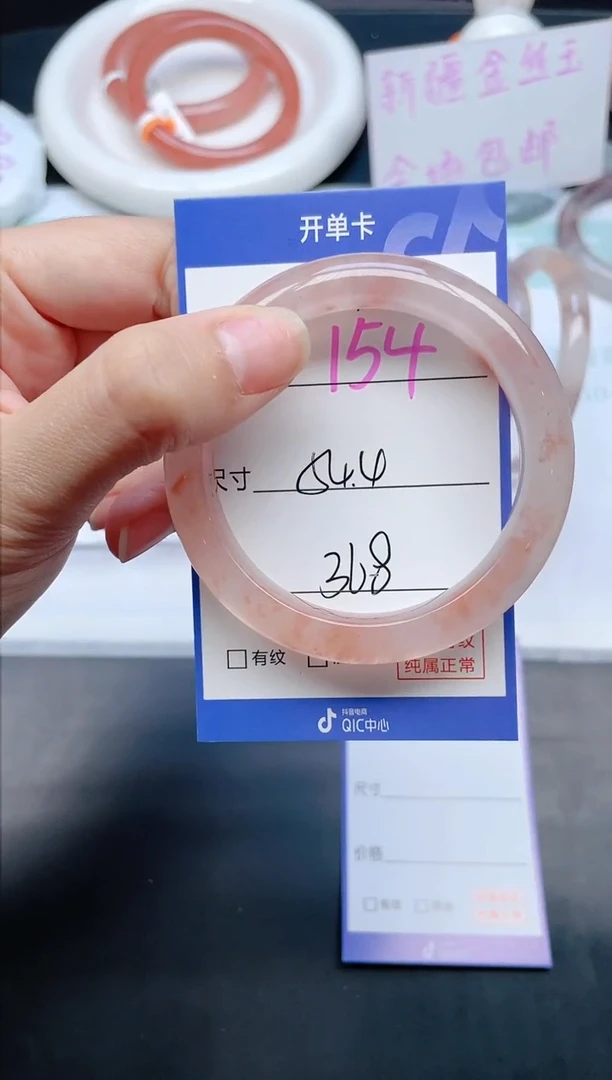 新疆金丝玉
全场包邮
开单卡
154
尺寸 54.4
368
有纹
纹
纯属正常
抖音电商
QIC中心
尺寸
价格